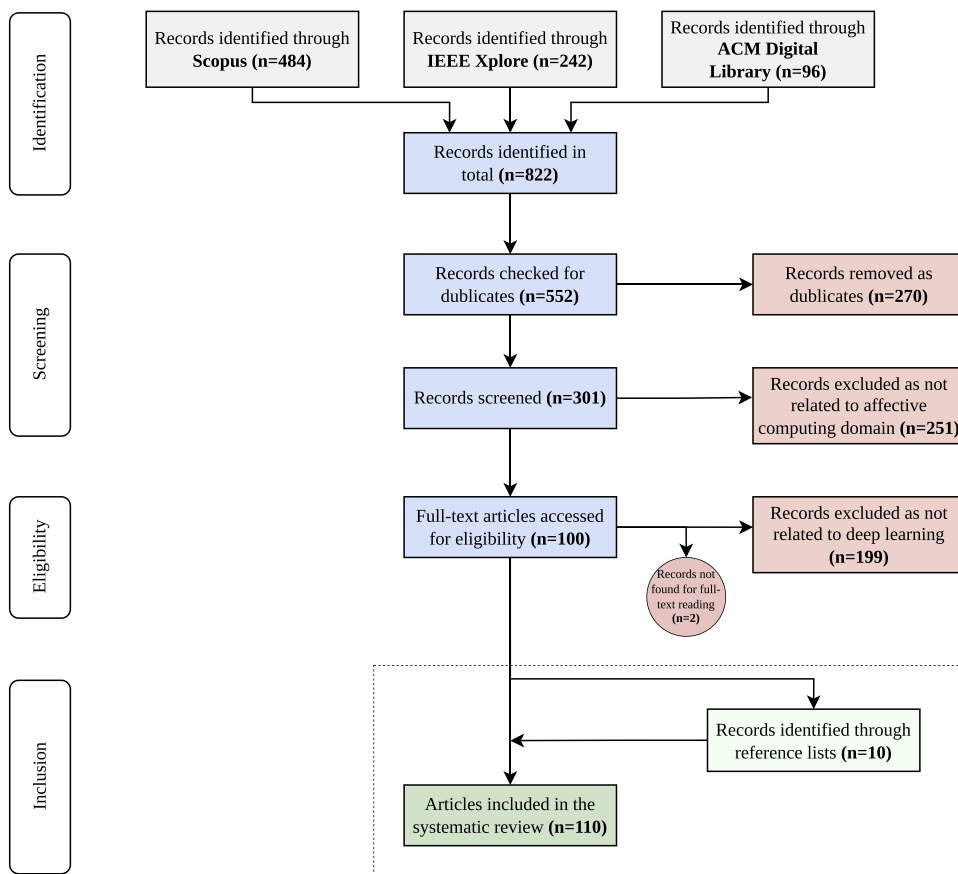 Identification
Records identified through
Scopus (n=484)
Records identified through
IEEE Xplore (n=242)
Records identified through
ACM Digital
Library (n=96)
Records identified in
total (n=822)
Screening
Records checked for
dublicates (n=552)
Records removed as
dublicates (n=270)
Records screened (n=301)
Records excluded as not
related to affective
computing domain (n=251)
Eligibility
Full-text articles accessed
for eligibility (n=100)
Records excluded as not
related to deep learning
(n=199)
Records not
found for full-
text reading
(n=2)
Inclusion
Records identified through
reference lists (n=10)
Articles included in the
systematic review (n=110)